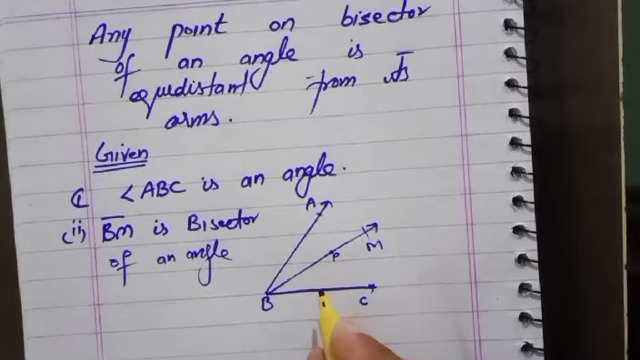 Any point on bisector
of an angle is
equidistant from its
arms.
Given
(i) <ABC is an angle.
(ii) BM is Bisector
of an angle
A
P
M
B
C